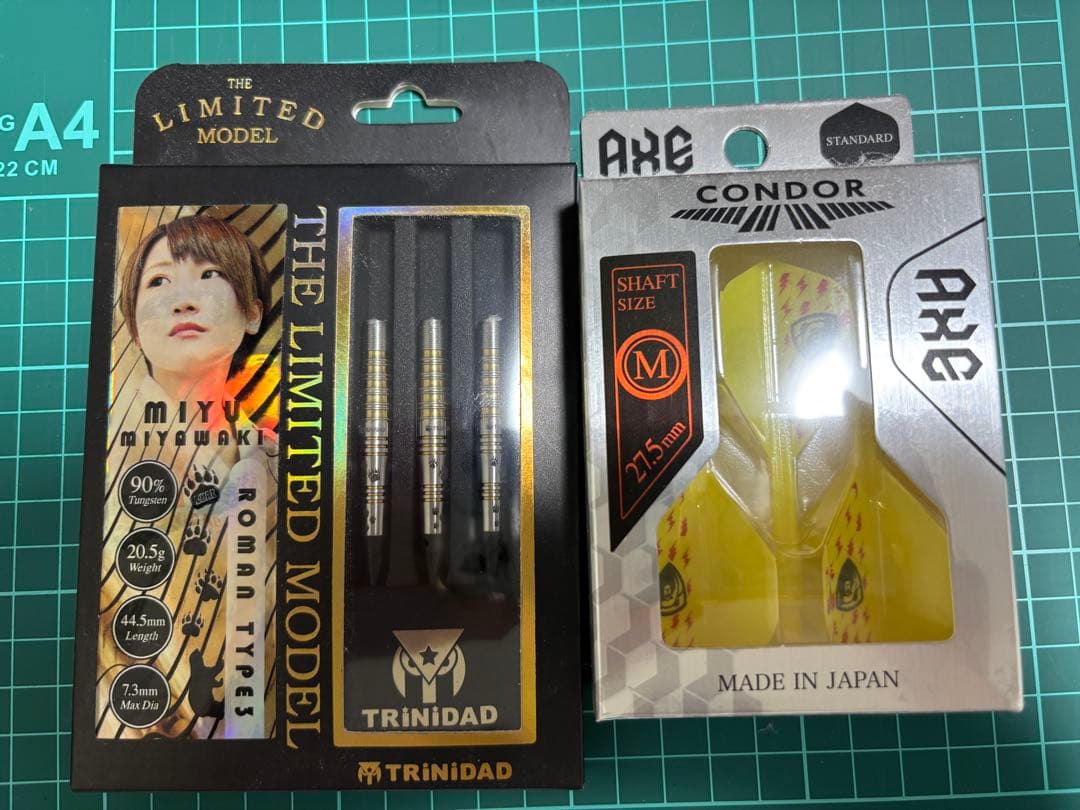 G A4
22 CM
THE
LIMITED
MODEL
MIYU
MIYAWAKI
90%
Tungsten
20.5g
Weight
44.5mm
Length
7.3mm
Max Dia
ROMAN TYPE3
THE LIMITED MODEL
TRiNiDAD
TRiNiDAD
AXE
STANDARD
CONDOR
SHAFT
SIZE
M
27.5mm
AXE
MADE IN JAPAN